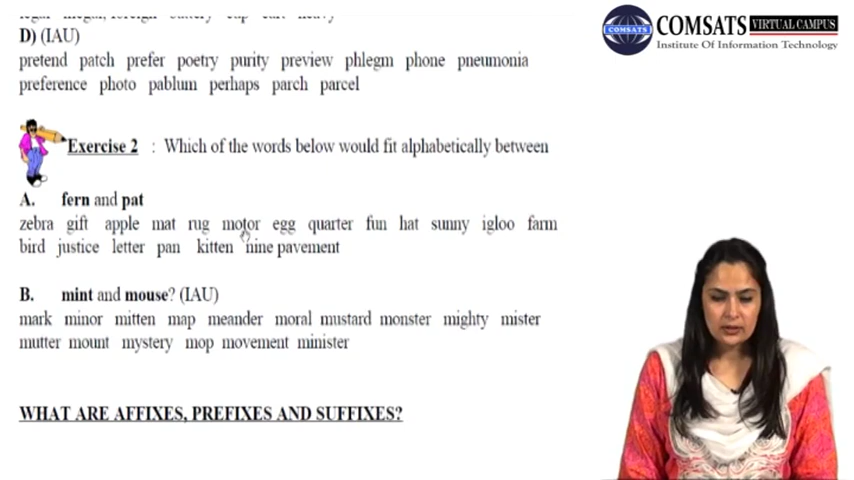 COMSATS VIRTUAL CAMPUS
Institute Of Information Technology
COMSATS
D) (IAU)
pretend patch prefer poetry purity preview phlegm phone pneumonia
preference photo pablum perhaps parch parcel
Exercise 2 : Which of the words below would fit alphabetically between
A. fern and pat
zebra gift apple mat rug motor egg quarter fun hat sunny igloo farm
bird justice letter pan kitten nine pavement
B. mint and mouse? (IAU)
mark minor mitten map meander moral mustard monster mighty mister
mutter mount mystery mop movement minister
WHAT ARE AFFIXES, PREFIXES AND SUFFIXES?